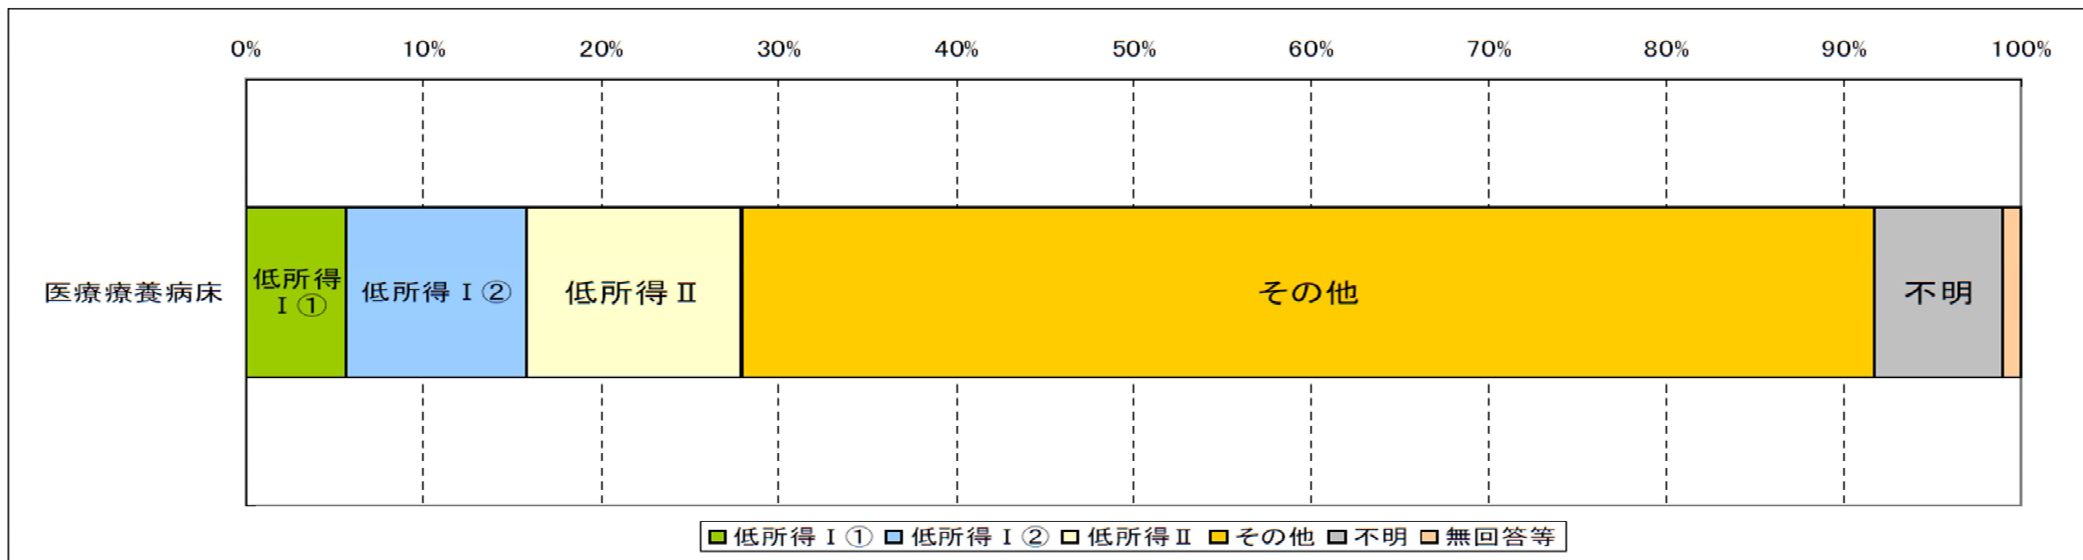 0% 10% 20% 30% 40% 50% 60% 70% 80% 90% 100%
医療療養病床
低所得
Ⅰ①
低所得Ⅰ②
低所得Ⅱ
その他
不明
低所得Ⅰ① 低所得Ⅰ② 低所得Ⅱ その他 不明 無回答等